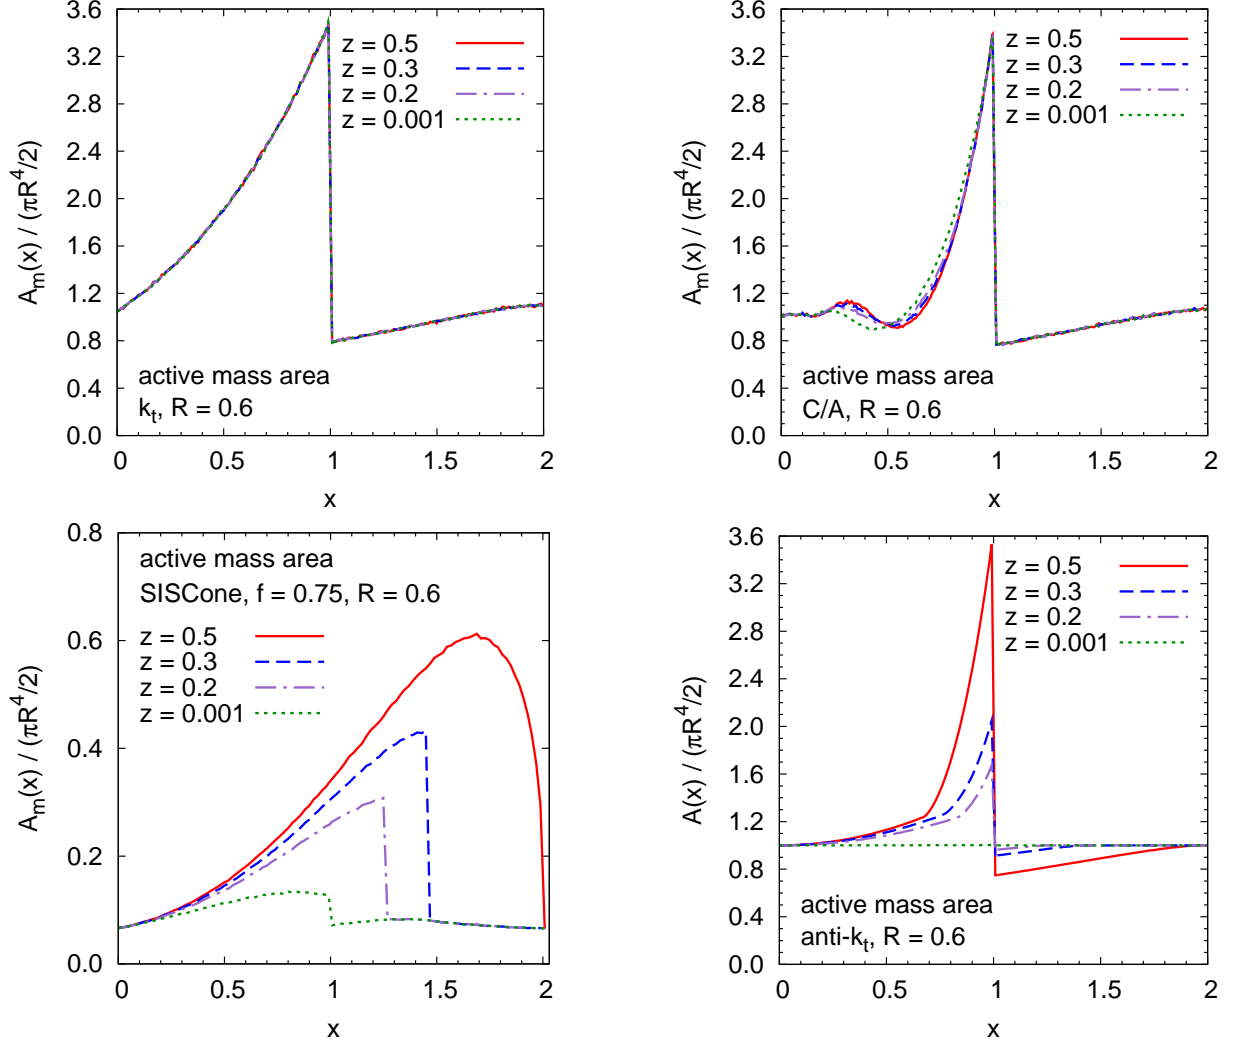 3.6
3.2
2.8
2.4
2.0
1.6
1.2
0.8
0.4
0.0
A_m(x) / (πR^4/2)
z = 0.5
z = 0.3
z = 0.2
z = 0.001
active mass area
k_t, R = 0.6
0 0.5 1 1.5 2
x
3.6
3.2
2.8
2.4
2.0
1.6
1.2
0.8
0.4
0.0
A_m(x) / (πR^4/2)
z = 0.5
z = 0.3
z = 0.2
z = 0.001
active mass area
C/A, R = 0.6
0 0.5 1 1.5 2
x
0.8
0.6
0.4
0.2
0.0
A_m(x) / (πR^4/2)
active mass area
SISCone, f = 0.75, R = 0.6
z = 0.5
z = 0.3
z = 0.2
z = 0.001
0 0.5 1 1.5 2
x
3.6
3.2
2.8
2.4
2.0
1.6
1.2
0.8
0.4
0.0
A(x) / (πR^4/2)
z = 0.5
z = 0.3
z = 0.2
z = 0.001
active mass area
anti-k_t, R = 0.6
0 0.5 1 1.5 2
x